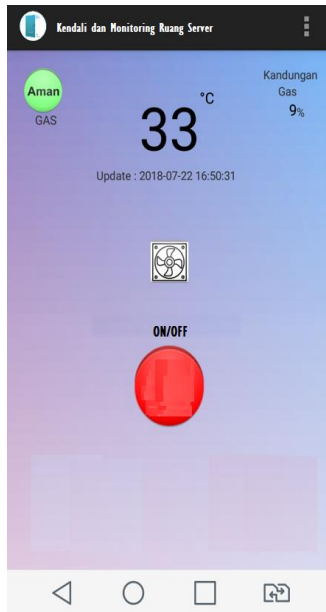 Kendali dan Monitoring Ruang Server
Aman
GAS
°C
33
Kandungan
Gas
9%
Update : 2018-07-22 16:50:31
ON/OFF